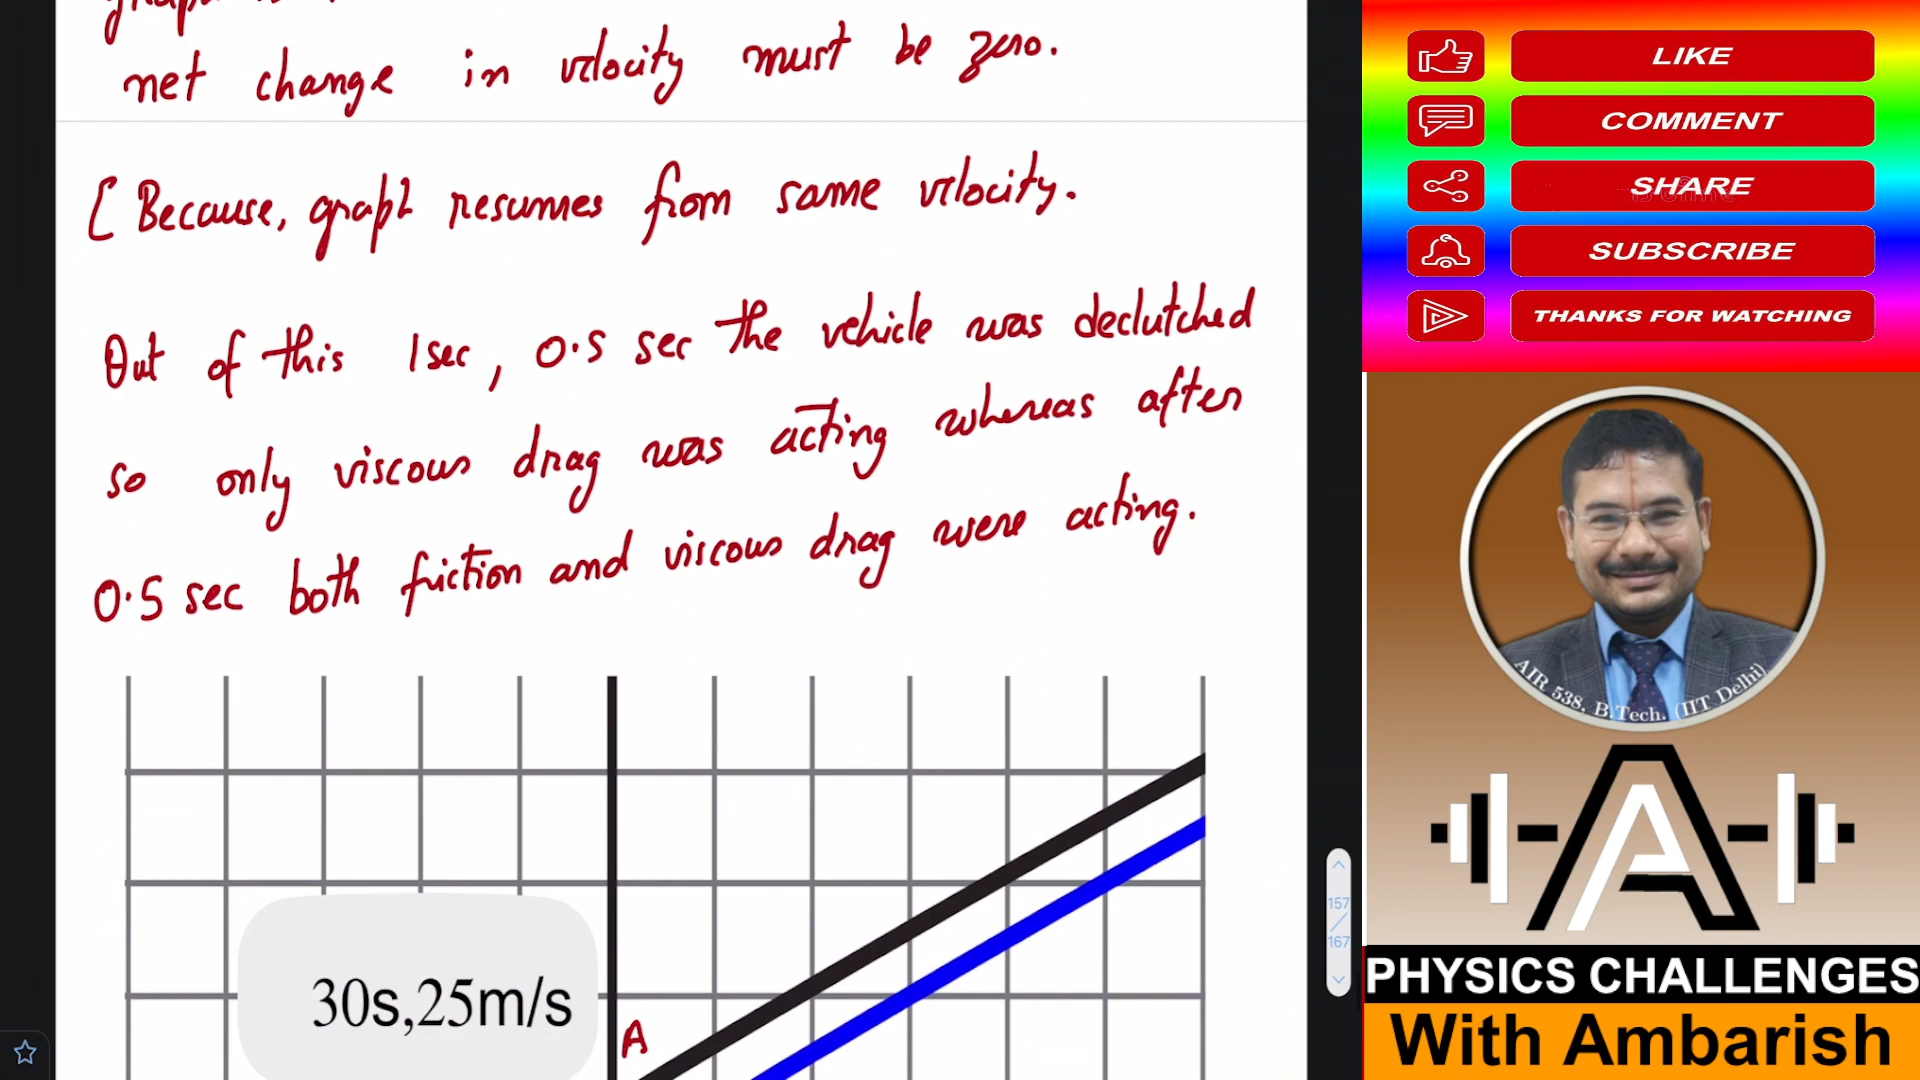 net change in velocity must be zero.
[ Because, graph resumes from same velocity.
Out of this 1sec, 0.5 sec the vehicle was declutched
so only viscous drag was acting whereas after
0.5 sec both friction and viscous drag were acting.
30s,25m/s
A
157
167
LIKE
COMMENT
SHARE
SUBSCRIBE
THANKS FOR WATCHING
AIR 538, B.Tech. (IIT Delhi)
PHYSICS CHALLENGES
With Ambarish